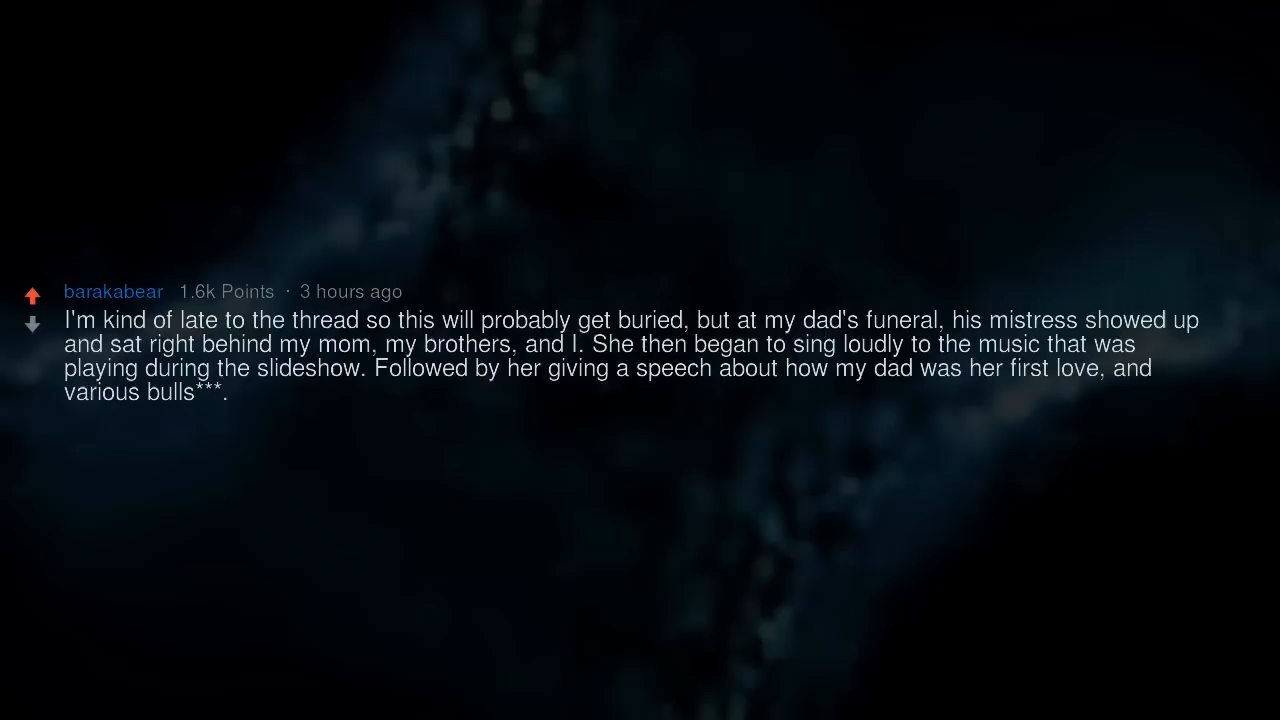 barakabear 1.6k Points · 3 hours ago
I'm kind of late to the thread so this will probably get buried, but at my dad's funeral, his mistress showed up
and sat right behind my mom, my brothers, and I. She then began to sing loudly to the music that was
playing during the slideshow. Followed by her giving a speech about how my dad was her first love, and
various bulls***.